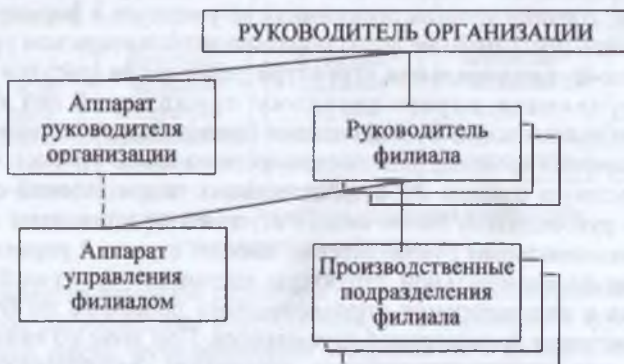 РУКОВОДИТЕЛЬ ОРГАНИЗАЦИИ
Аппарат
руководителя
организации
Руководитель
филиала
Аппарат
управления
филиалом
Производственные
подразделения
филиала